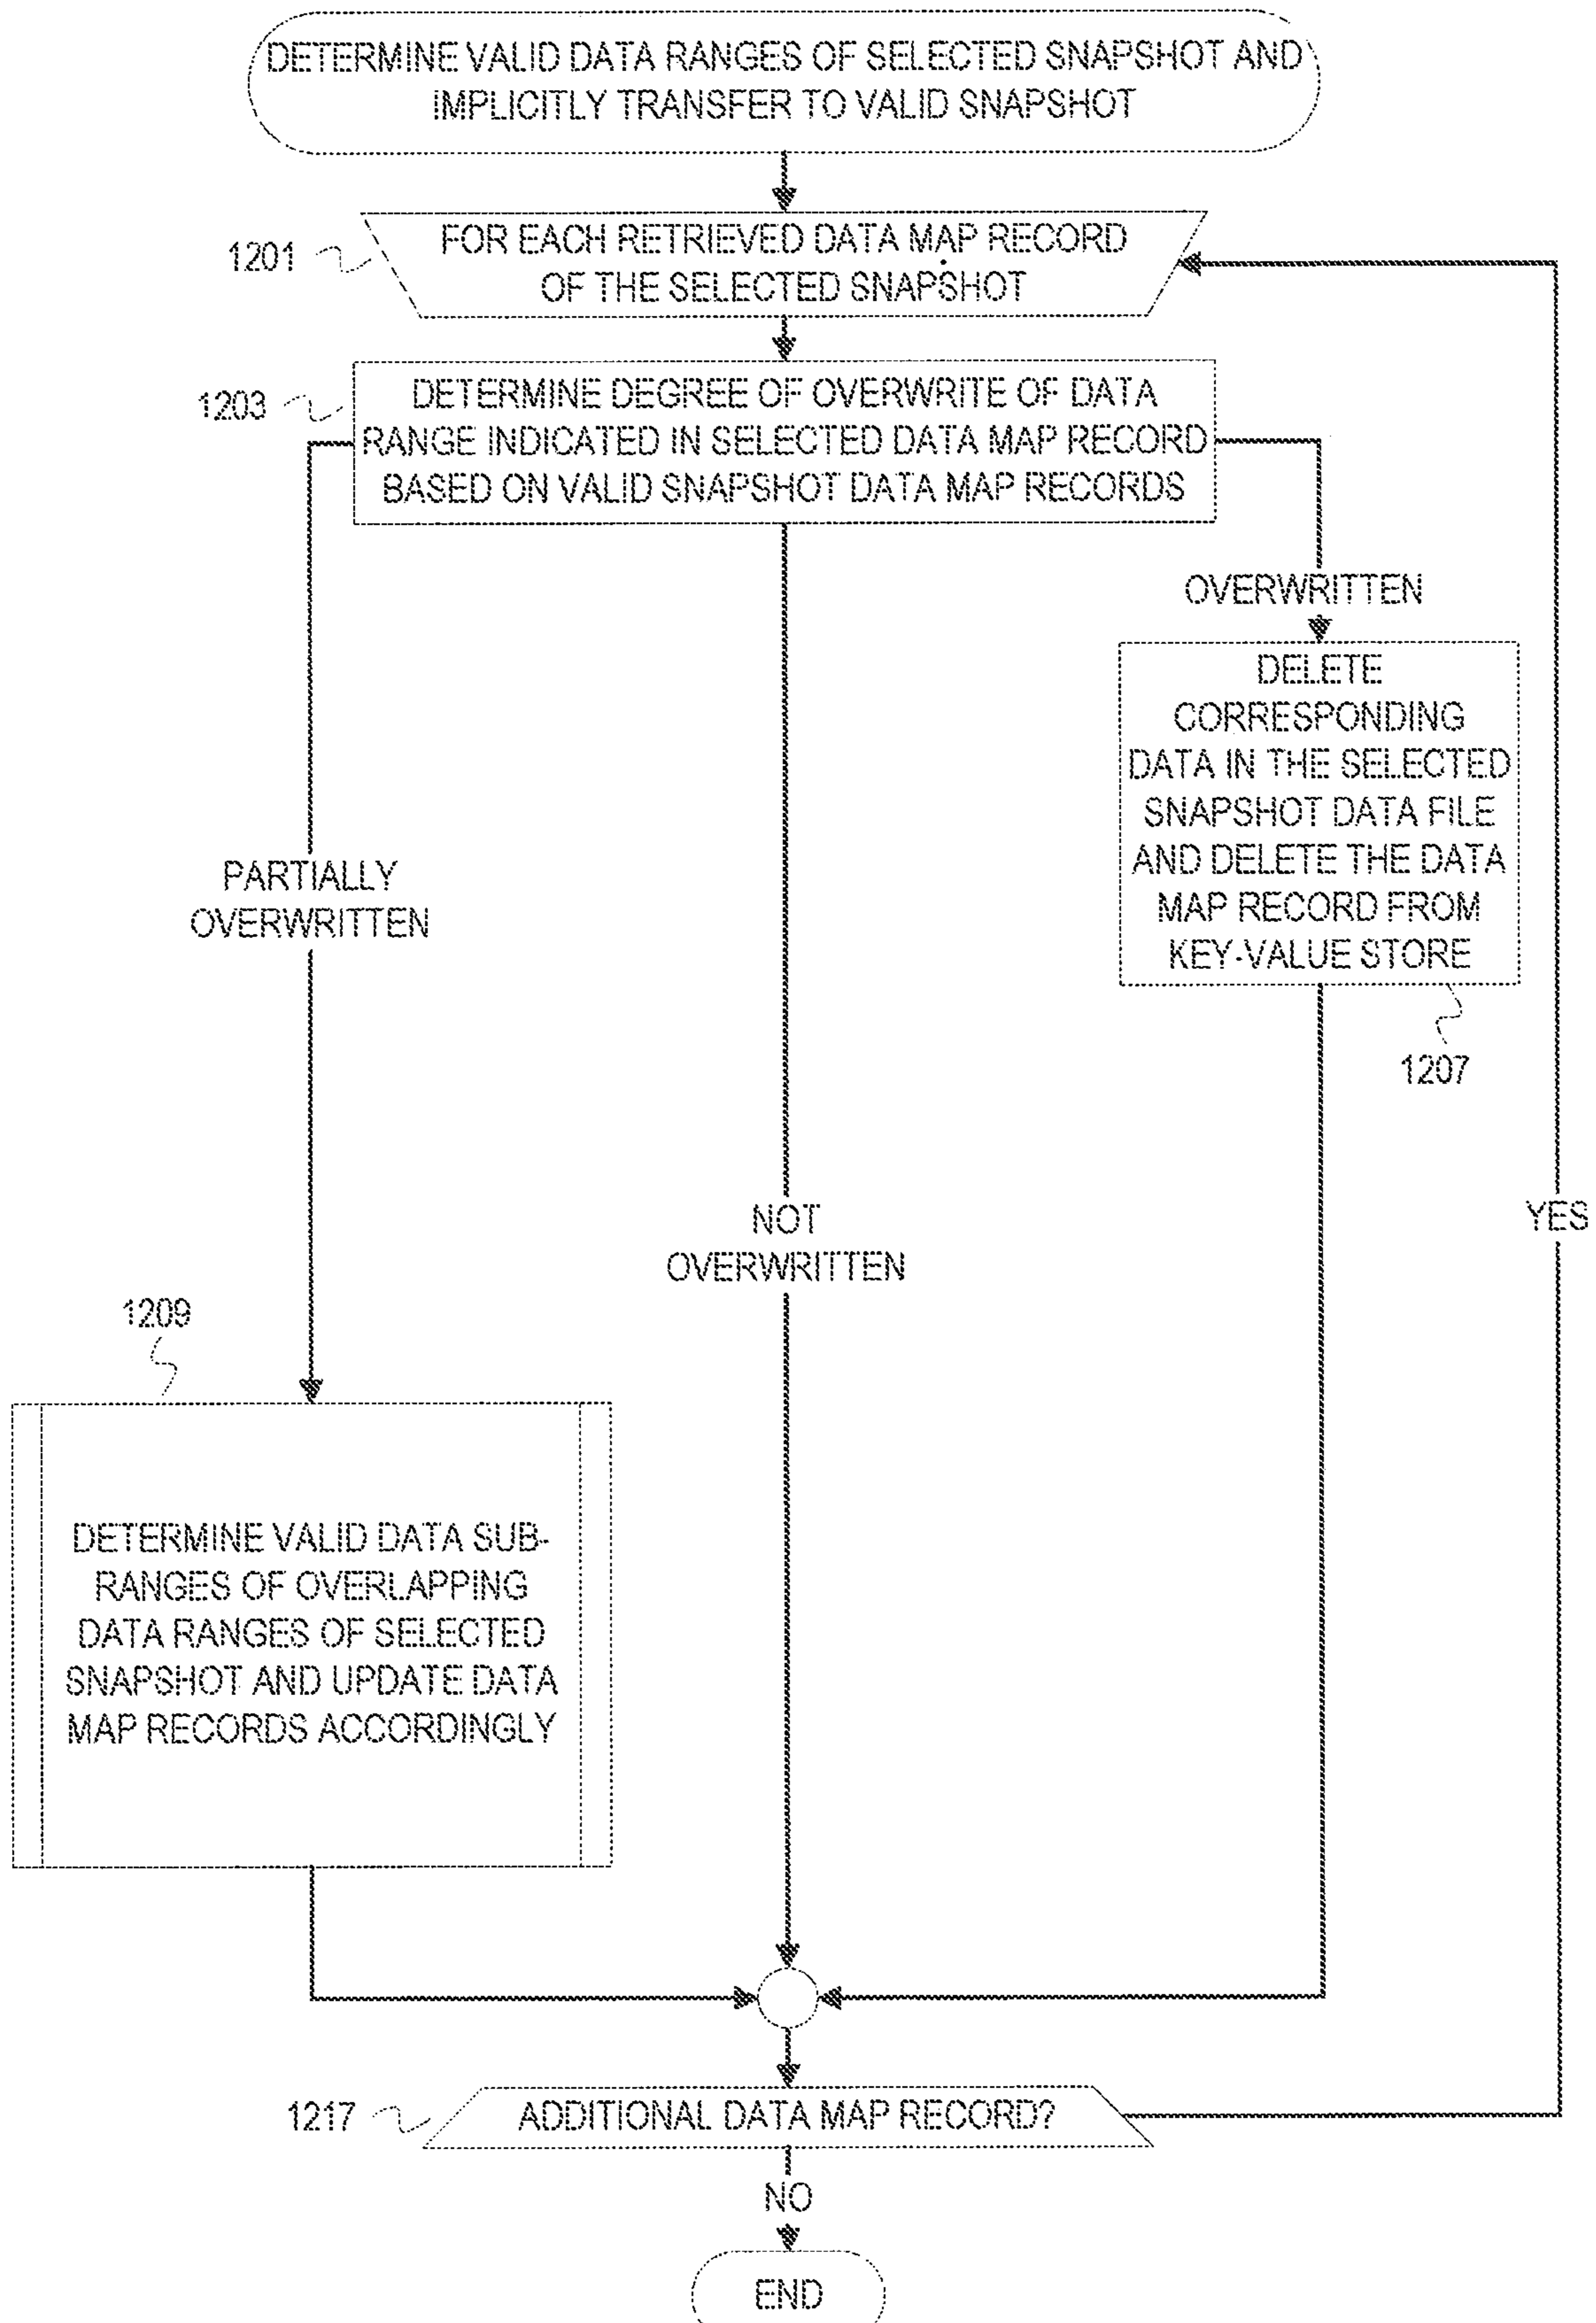 DETERMINE VALID DATA RANGES OF SELECTED SNAPSHOT AND
IMPLICITLY TRANSFER TO VALID SNAPSHOT
1201
FOR EACH RETRIEVED DATA MAP RECORD
OF THE SELECTED SNAPSHOT
1203
DETERMINE DEGREE OF OVERWRITE OF DATA
RANGE INDICATED IN SELECTED DATA MAP RECORD
BASED ON VALID SNAPSHOT DATA MAP RECORDS
OVERWRITTEN
DELETE
CORRESPONDING
DATA IN THE SELECTED
SNAPSHOT DATA FILE
AND DELETE THE DATA
MAP RECORD FROM
KEY-VALUE STORE
1207
PARTIALLY
OVERWRITTEN
NOT
OVERWRITTEN
YES
1209
DETERMINE VALID DATA SUB-
RANGES OF OVERLAPPING
DATA RANGES OF SELECTED
SNAPSHOT AND UPDATE DATA
MAP RECORDS ACCORDINGLY
1217
ADDITIONAL DATA MAP RECORD?
NO
END